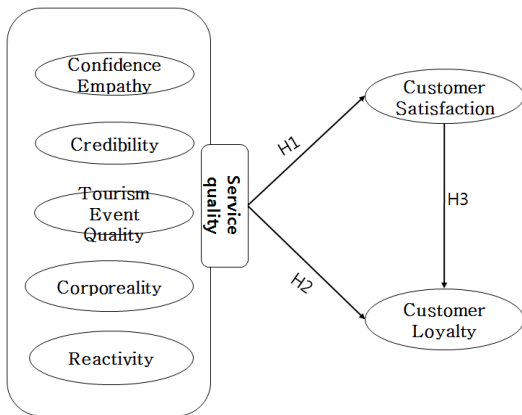 Confidence
Empathy
Credibility
Tourism
Event
Quality
Corporeality
Reactivity
Service
quality
H1
H2
Customer
Satisfaction
H3
Customer
Loyalty